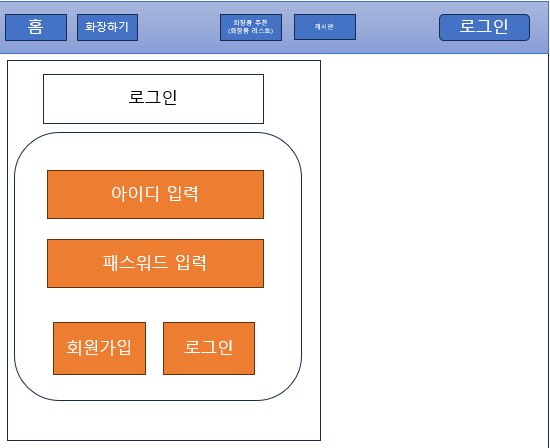 홈
화장하기
화장품 추천
(화장품 리스트)
게시판
로그인
로그인
아이디 입력
패스워드 입력
회원가입
로그인